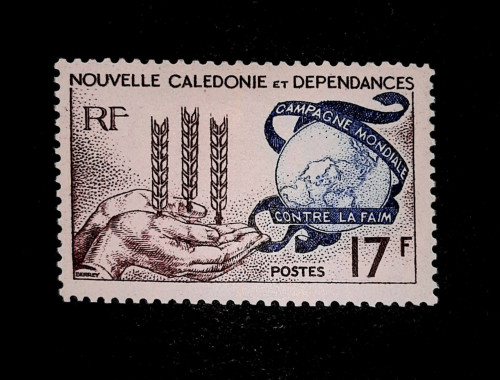 NOUVELLE CALEDONIE ET DEPENDANCES
RF
CAMPAGNE MONDIALE
CONTRE LA FAIM
POSTES
17F